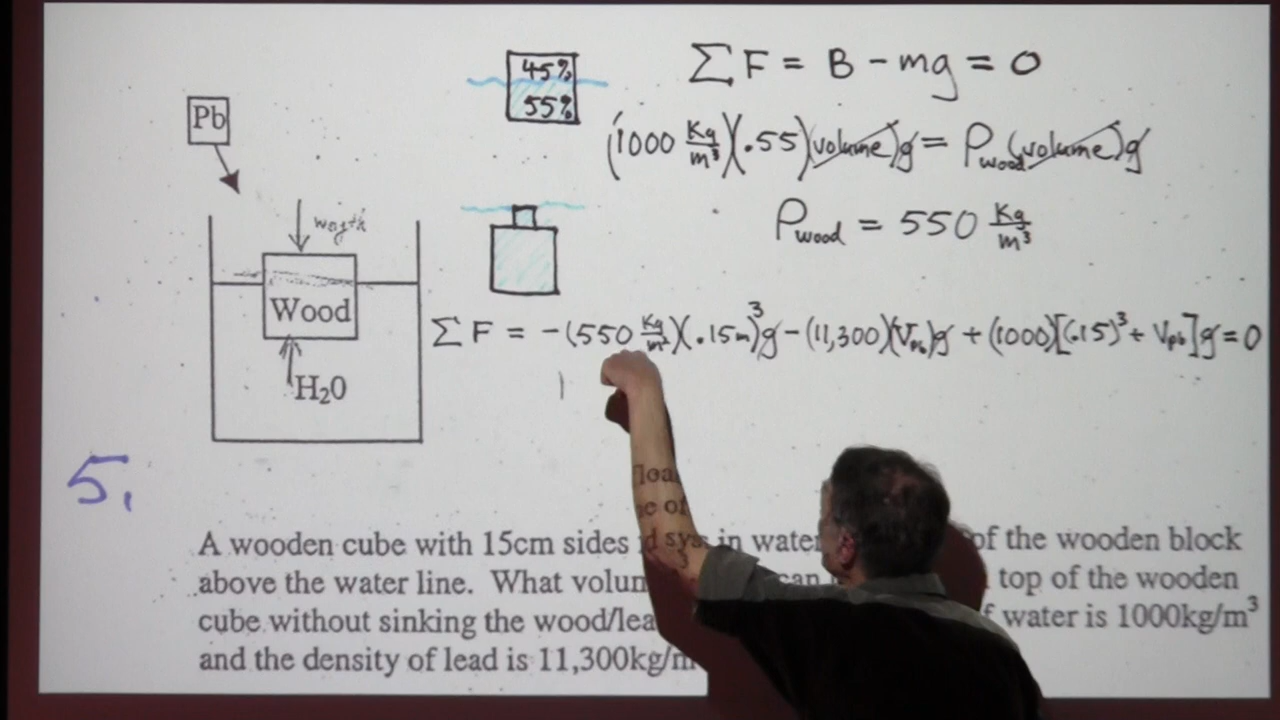 45%
55%
ΣF = B - mg = 0
(1000 Kg/m³)(.55)(volume)g = ρwood(volume)g
ρwood = 550 Kg/m³
Pb
Wood
H₂0
ΣF = -(550 Kg/m³)(.15m)³g - (11,300)(Vpb)g + (1000)[(.15)³ + Vpb]g = 0
5.
A wooden cube with 15cm sides in water of the wooden block
above the water line. What can top of the wooden
cube without sinking the wood/lea f water is 1000kg/m³
and the density of lead is 11,300kg/m